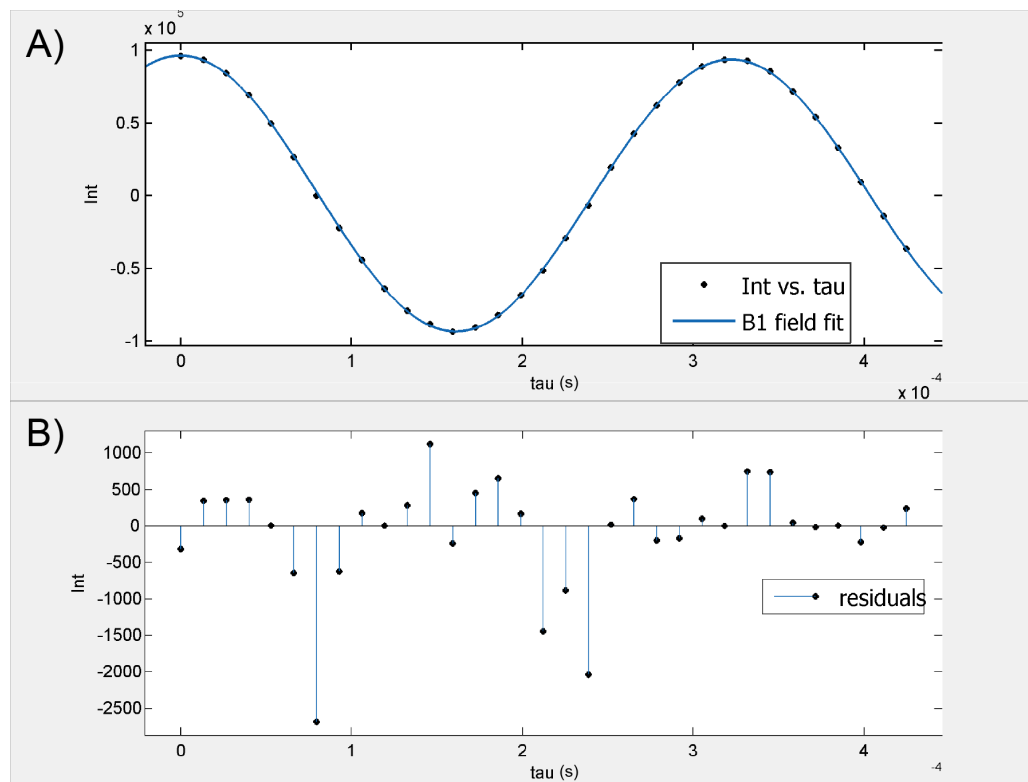 A)
x 10 5
1
0.5
0
-0.5
-1
Int
Int vs. tau
B1 field fit
0 1 2 3 4
tau (s)
x 10 -4
B)
1000
500
0
-500
-1000
-1500
-2000
-2500
Int
residuals
0 1 2 3 4
tau (s)
-4